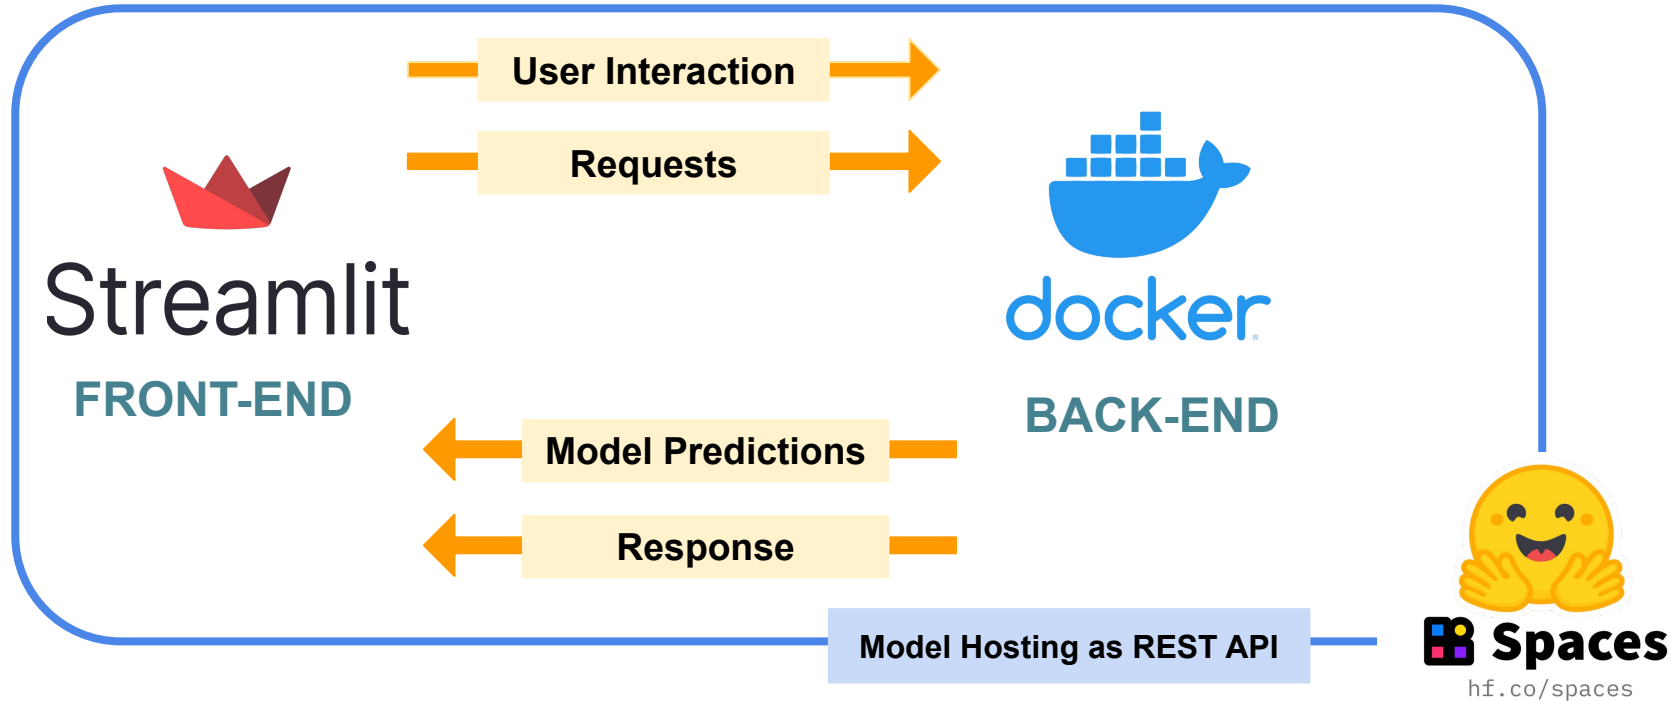 User Interaction
Requests
Streamlit
FRONT-END
docker
BACK-END
Model Predictions
Response
Model Hosting as REST API
Spaces
hf.co/spaces